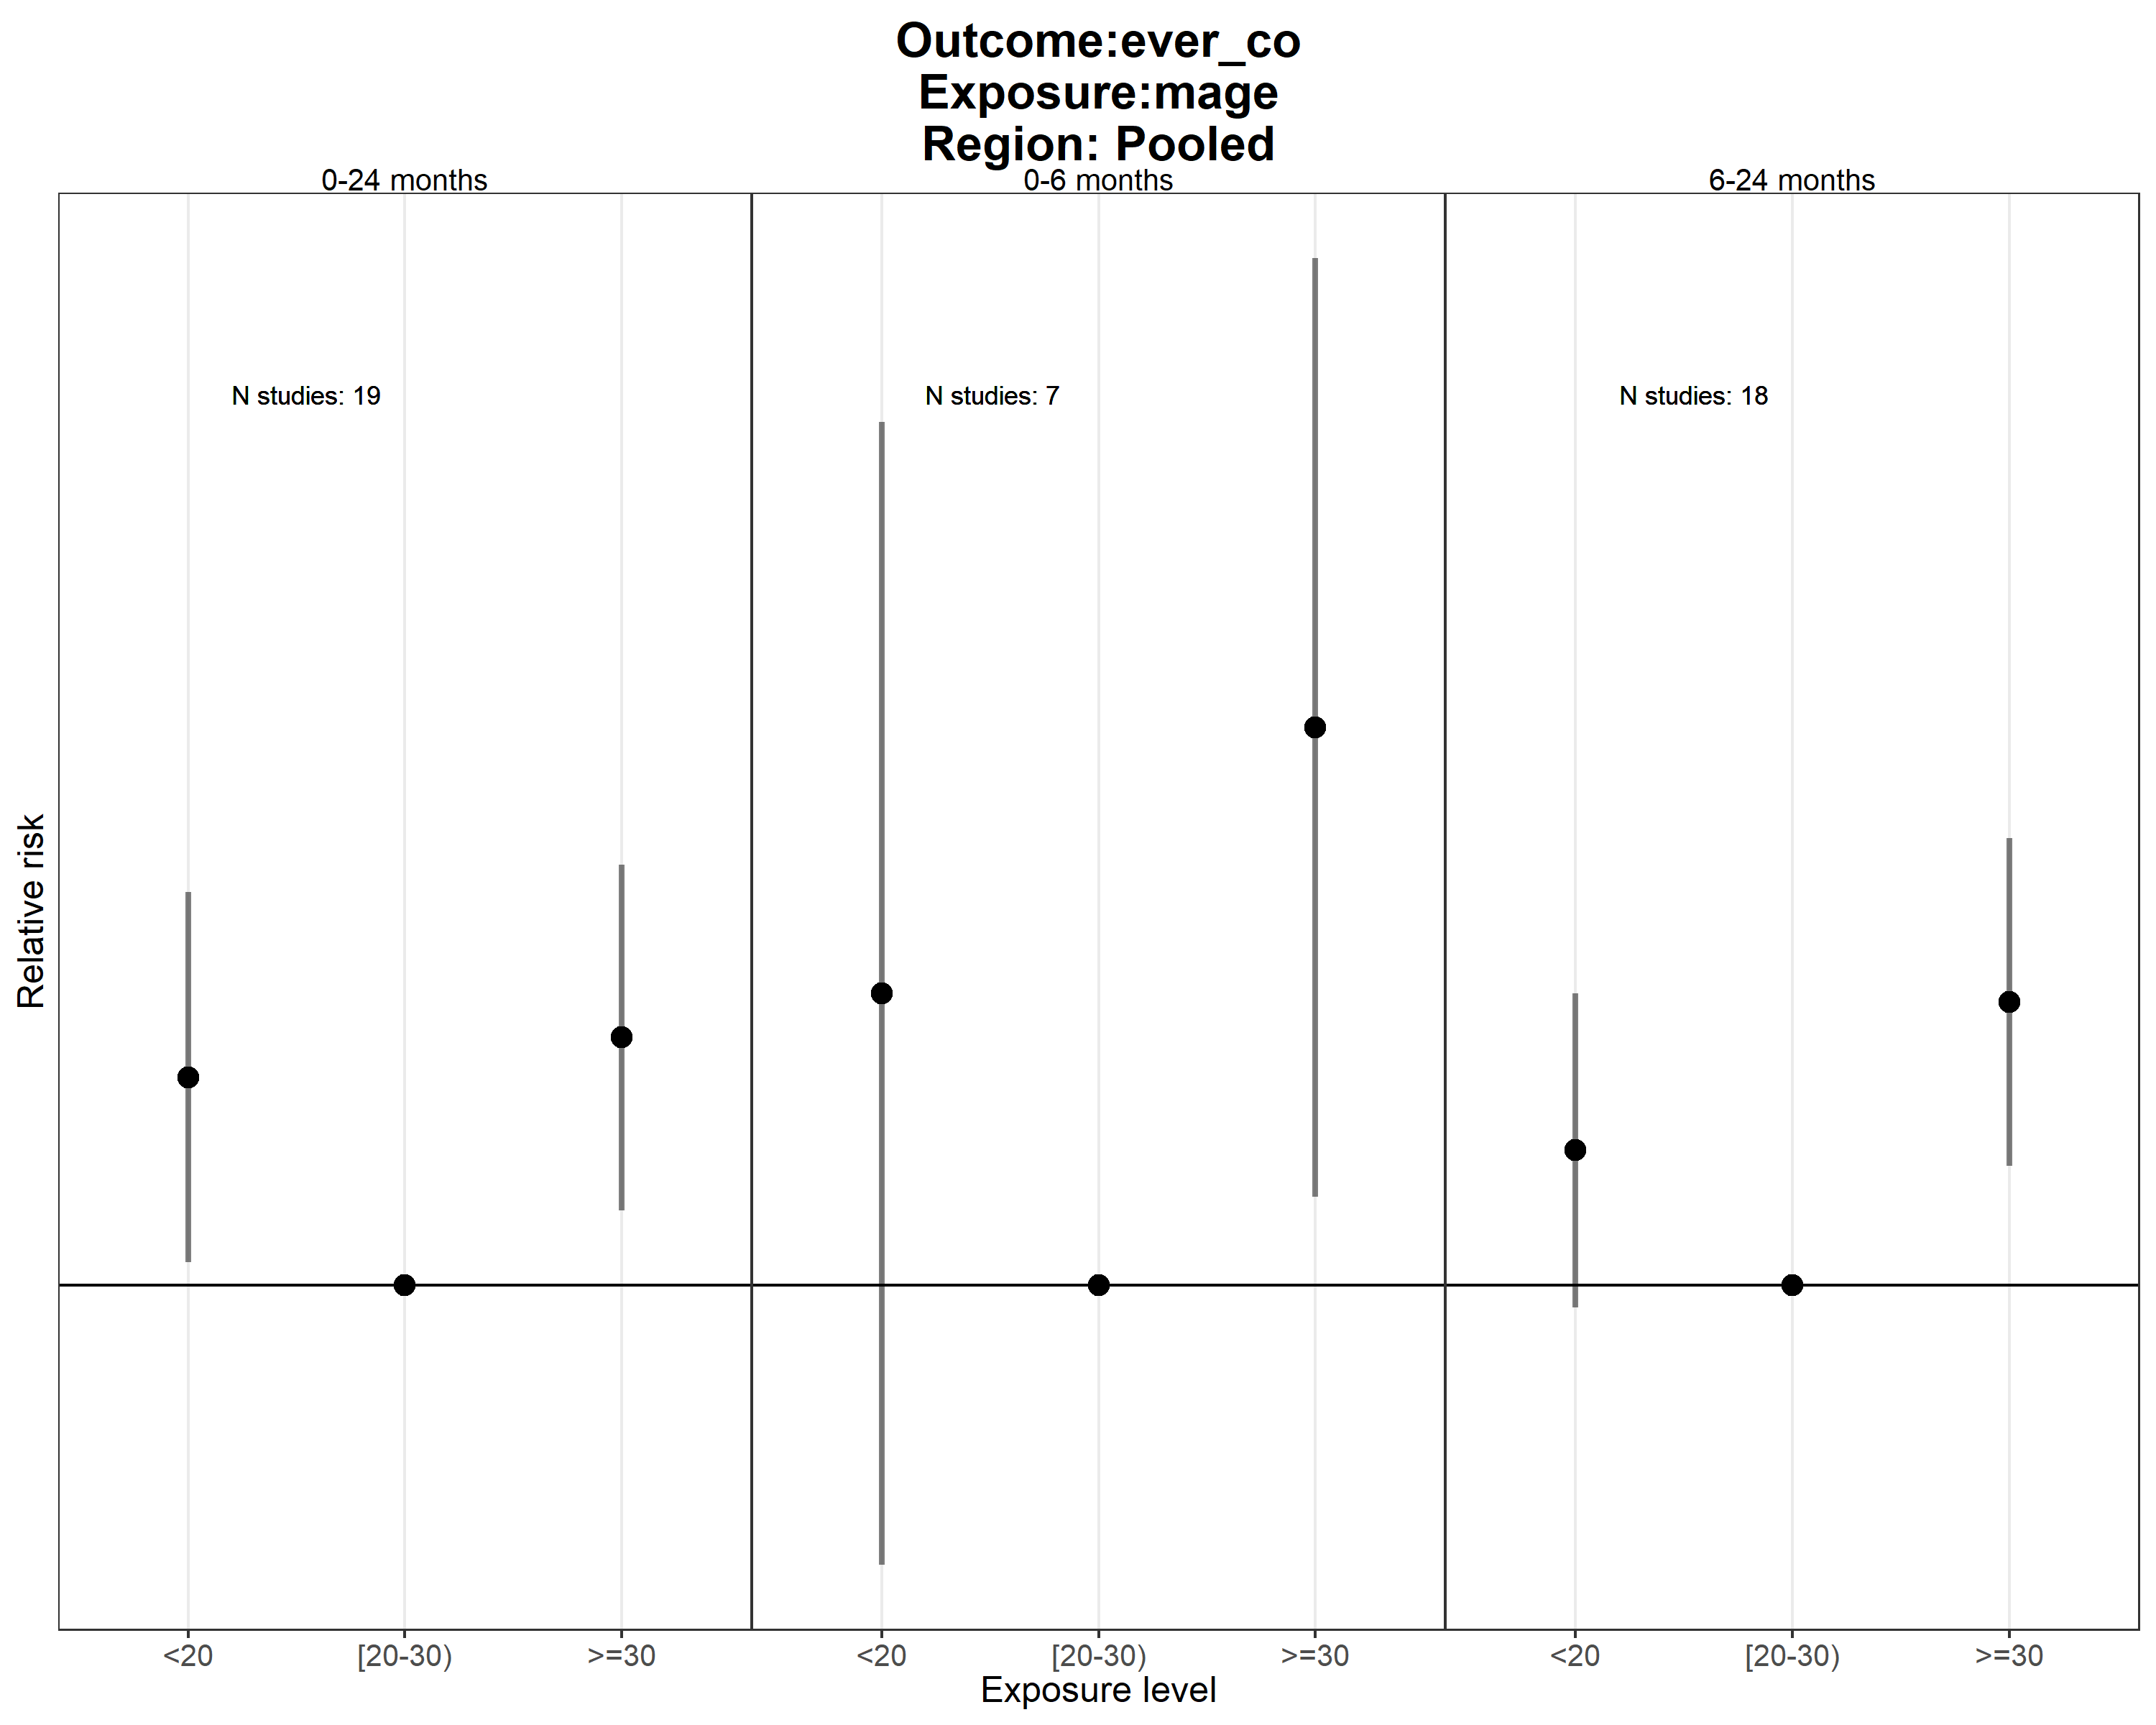 Outcome:ever_co
Exposure:mage
Region: Pooled
0-24 months
0-6 months
6-24 months
N studies: 19
N studies: 7
N studies: 18
Relative risk
<20
[20-30)
>=30
<20
[20-30)
>=30
<20
[20-30)
>=30
Exposure level